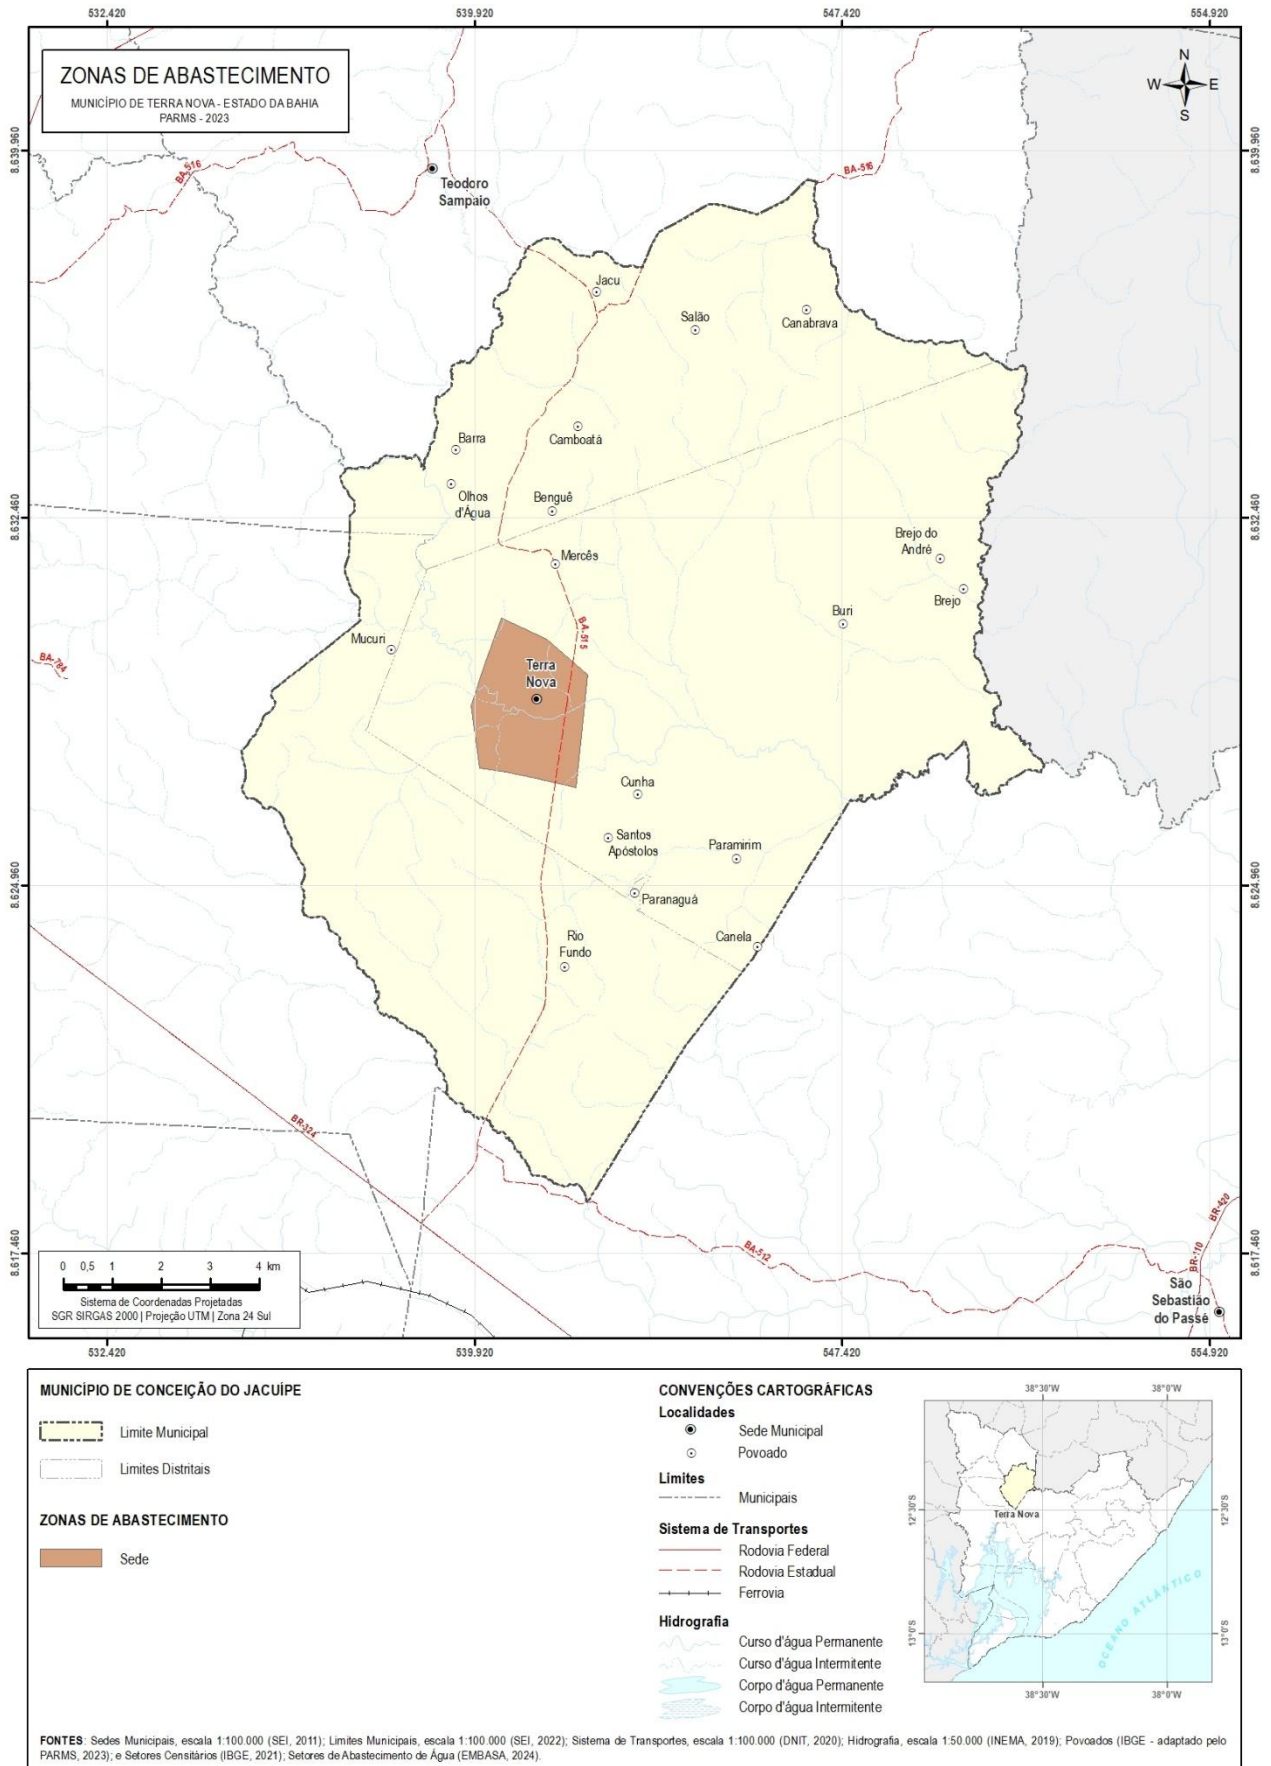 532.420
539.920
547.420
554.920
ZONAS DE ABASTECIMENTO
MUNICÍPIO DE TERRA NOVA - ESTADO DA BAHIA
PARMS - 2023
N
W
E
S
8.639.960
8.639.960
BA-516
BA-516
Teodoro
Sampaio
Jacu
Salão
Canabrava
Barra
Camboatá
Olhos
d'Água
Benguê
8.632.460
8.632.460
Brejo do
André
Mercês
Brejo
Buri
BA-515
Mucuri
BA-784
Terra
Nova
Cunha
Santos
Apóstolos
Paramirim
8.624.960
8.624.960
Paranaguá
Canela
Rio
Fundo
BR-324
BR-420
BA-512
BR-110
8.617.460
8.617.460
0 0,5 1 2 3 4 km
Sistema de Coordenadas Projetadas
SGR SIRGAS 2000 | Projeção UTM | Zona 24 Sul
São
Sebastião
do Passé
532.420
539.920
547.420
554.920
MUNICÍPIO DE CONCEIÇÃO DO JACUÍPE
Limite Municipal
Limites Distritais
ZONAS DE ABASTECIMENTO
Sede
CONVENÇÕES CARTOGRÁFICAS
Localidades
Sede Municipal
Povoado
Limites
Municipais
Sistema de Transportes
Rodovia Federal
Rodovia Estadual
Ferrovia
Hidrografia
Curso d'água Permanente
Curso d'água Intermitente
Corpo d'água Permanente
Corpo d'água Intermitente
38°30'W
38°0'W
12°30'S
12°30'S
Terra Nova
OCEANO ATLÂNTICO
13°0'S
13°0'S
38°30'W
38°0'W
FONTES: Sedes Municipais, escala 1:100.000 (SEI, 2011); Limites Municipais, escala 1:100.000 (SEI, 2022); Sistema de Transportes, escala 1:100.000 (DNIT, 2020); Hidrografia, escala 1:50.000 (INEMA, 2019); Povoados (IBGE - adaptado pelo
PARMS, 2023); e Setores Censitários (IBGE, 2021); Setores de Abastecimento de Água (EMBASA, 2024).